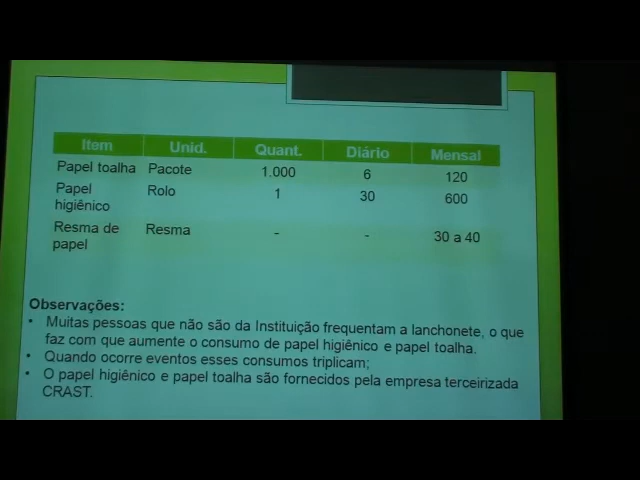 Item Unid. Quant. Diário Mensal
Papel toalha Pacote 1.000 6 120
Papel higiênico Rolo 1 30 600
Resma de papel Resma - - 30 a 40
Observações:
• Muitas pessoas que não são da Instituição frequentam a lanchonete, o que
faz com que aumente o consumo de papel higiênico e papel toalha.
• Quando ocorre eventos esses consumos triplicam;
• O papel higiênico e papel toalha são fornecidos pela empresa terceirizada
CRAST.